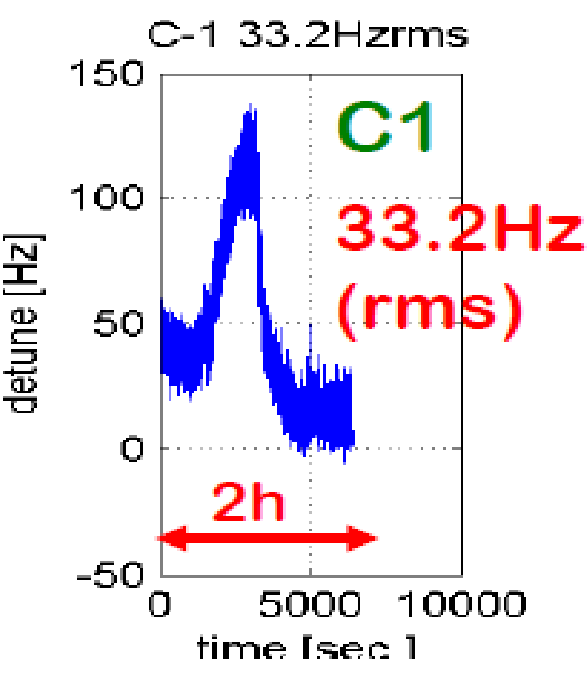 C-1 33.2Hzrms
150
100
50
0
-50
detune [Hz]
C1
33.2Hz
(rms)
2h
0 5000 10000
time [sec ]